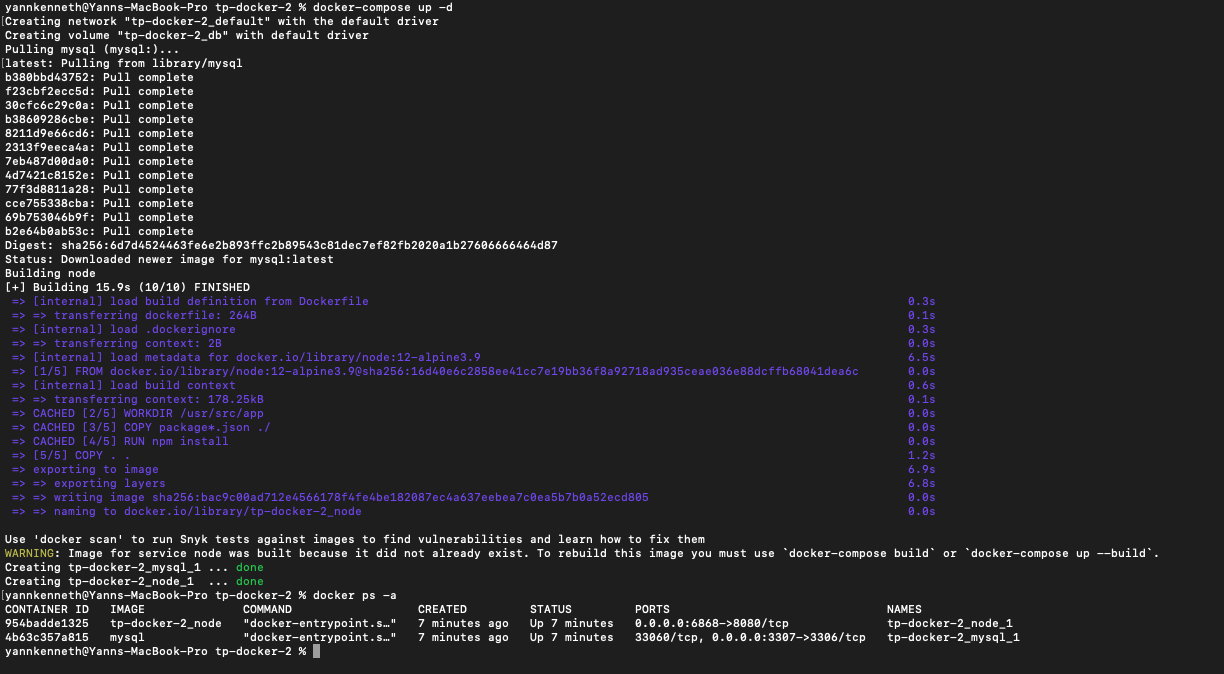 yannkenneth@Yanns-MacBook-Pro tp-docker-2 % docker-compose up -d
[Creating network "tp-docker-2_default" with the default driver
Creating volume "tp-docker-2_db" with default driver
Pulling mysql (mysql:)...
[latest: Pulling from library/mysql
b380bbd43752: Pull complete
f23cbf2ecc5d: Pull complete
30cfc6c29c0a: Pull complete
b38609286cbe: Pull complete
8211d9e66cd6: Pull complete
2313f9eeca4a: Pull complete
7eb487d00da0: Pull complete
4d7421c8152e: Pull complete
77f3d8811a28: Pull complete
cce755338cba: Pull complete
69b753046b9f: Pull complete
b2e64b0ab53c: Pull complete
Digest: sha256:6d7d4524463fe6e2b893ffc2b89543c81dec7ef82fb2020a1b27606666464d87
Status: Downloaded newer image for mysql:latest
Building node
[+] Building 15.9s (10/10) FINISHED
=> [internal] load build definition from Dockerfile 0.3s
=> => transferring dockerfile: 264B 0.1s
=> [internal] load .dockerignore 0.3s
=> => transferring context: 2B 0.0s
=> [internal] load metadata for docker.io/library/node:12-alpine3.9 6.5s
=> [1/5] FROM docker.io/library/node:12-alpine3.9@sha256:16d40e6c2858ee41cc7e19bb36f8a92718ad935ceae036e88dcffb68041dea6c 0.0s
=> [internal] load build context 0.6s
=> => transferring context: 178.25kB 0.1s
=> CACHED [2/5] WORKDIR /usr/src/app 0.0s
=> CACHED [3/5] COPY package*.json ./ 0.0s
=> CACHED [4/5] RUN npm install 0.0s
=> [5/5] COPY . . 1.2s
=> exporting to image 6.9s
=> => exporting layers 6.8s
=> => writing image sha256:bac9c00ad712e4566178f4fe4be182087ec4a637eebea7c0ea5b7b0a52ecd805 0.0s
=> => naming to docker.io/library/tp-docker-2_node 0.0s
Use 'docker scan' to run Snyk tests against images to find vulnerabilities and learn how to fix them
WARNING: Image for service node was built because it did not already exist. To rebuild this image you must use `docker-compose build` or `docker-compose up --build`.
Creating tp-docker-2_mysql_1 ... done
Creating tp-docker-2_node_1  ... done
[yannkenneth@Yanns-MacBook-Pro tp-docker-2 % docker ps -a
CONTAINER ID   IMAGE              COMMAND                  CREATED         STATUS         PORTS                               NAMES
954badde1325   tp-docker-2_node   "docker-entrypoint.s…"   7 minutes ago   Up 7 minutes   0.0.0.0:6868->8080/tcp              tp-docker-2_node_1
4b63c357a815   mysql              "docker-entrypoint.s…"   7 minutes ago   Up 7 minutes   33060/tcp, 0.0.0.0:3307->3306/tcp   tp-docker-2_mysql_1
yannkenneth@Yanns-MacBook-Pro tp-docker-2 %